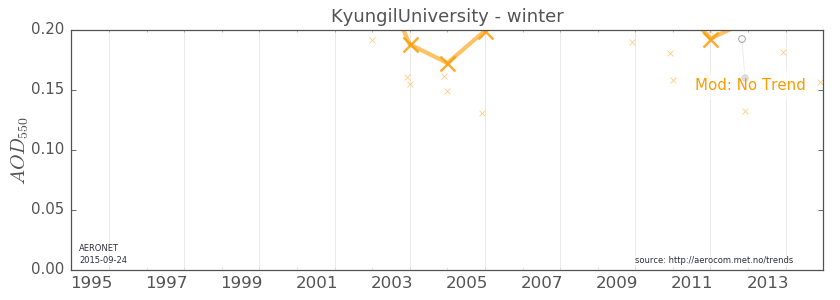 KyungilUniversity - winter
0.20
0.15
0.10
0.05
0.00
AOD550
Mod: No Trend
AERONET
2015-09-24
source: http://aerocom.met.no/trends
1995 1997 1999 2001 2003 2005 2007 2009 2011 2013